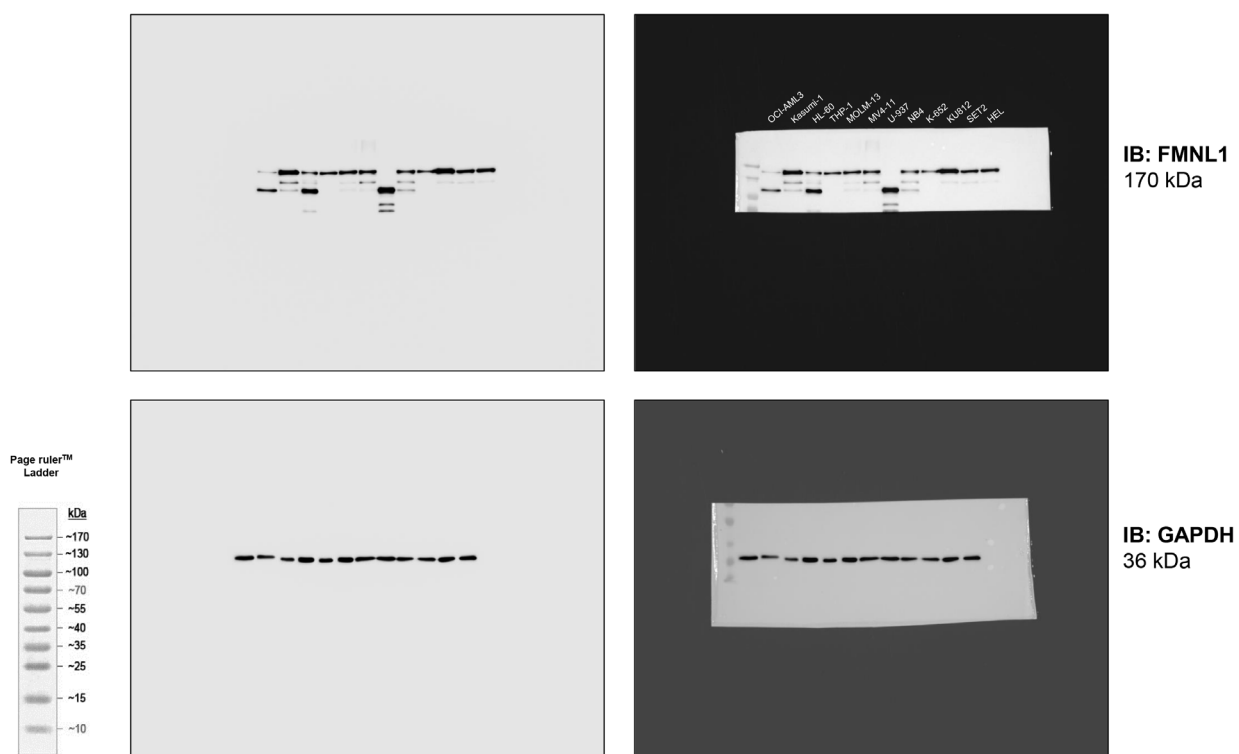 OCI-AML3
Kasumi-1
HL-60
THP-1
MOLM-13
MV4-11
U-937
NB4
K-652
KU812
SET2
HEL
IB: FMNL1
170 kDa
Page ruler™
Ladder
kDa
~170
~130
~100
~70
~55
~40
~35
~25
~15
~10
IB: GAPDH
36 kDa